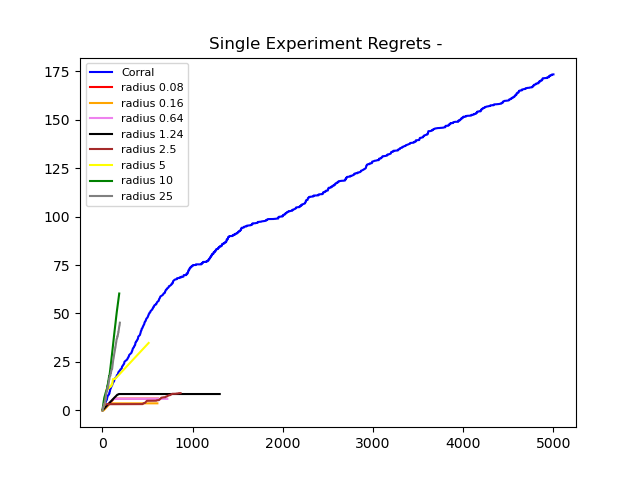 Single Experiment Regrets -
175
150
125
100
75
50
25
0
Corral
radius 0.08
radius 0.16
radius 0.64
radius 1.24
radius 2.5
radius 5
radius 10
radius 25
0 1000 2000 3000 4000 5000